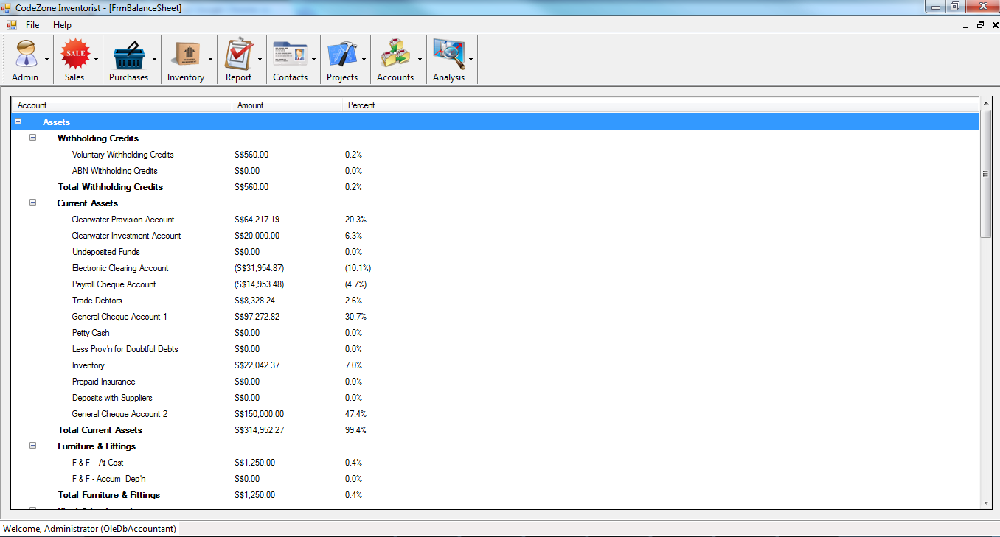 CodeZone Inventorist - [FrmBalanceSheet]
File Help
SALE
Admin Sales Purchases Inventory Report Contacts Projects Accounts Analysis
Account Amount Percent
Assets
Withholding Credits
Voluntary Withholding Credits S$560.00 0.2%
ABN Withholding Credits S$0.00 0.0%
Total Withholding Credits S$560.00 0.2%
Current Assets
Clearwater Provision Account S$64,217.19 20.3%
Clearwater Investment Account S$20,000.00 6.3%
Undeposited Funds S$0.00 0.0%
Electronic Clearing Account (S$31,954.87) (10.1%)
Payroll Cheque Account (S$14,953.48) (4.7%)
Trade Debtors S$8,328.24 2.6%
General Cheque Account 1 S$97,272.82 30.7%
Petty Cash S$0.00 0.0%
Less Prov'n for Doubtful Debts S$0.00 0.0%
Inventory S$22,042.37 7.0%
Prepaid Insurance S$0.00 0.0%
Deposits with Suppliers S$0.00 0.0%
General Cheque Account 2 S$150,000.00 47.4%
Total Current Assets S$314,952.27 99.4%
Furniture & Fittings
F & F - At Cost S$1,250.00 0.4%
F & F - Accum Dep'n S$0.00 0.0%
Total Furniture & Fittings S$1,250.00 0.4%
Welcome, Administrator (OleDbAccountant)